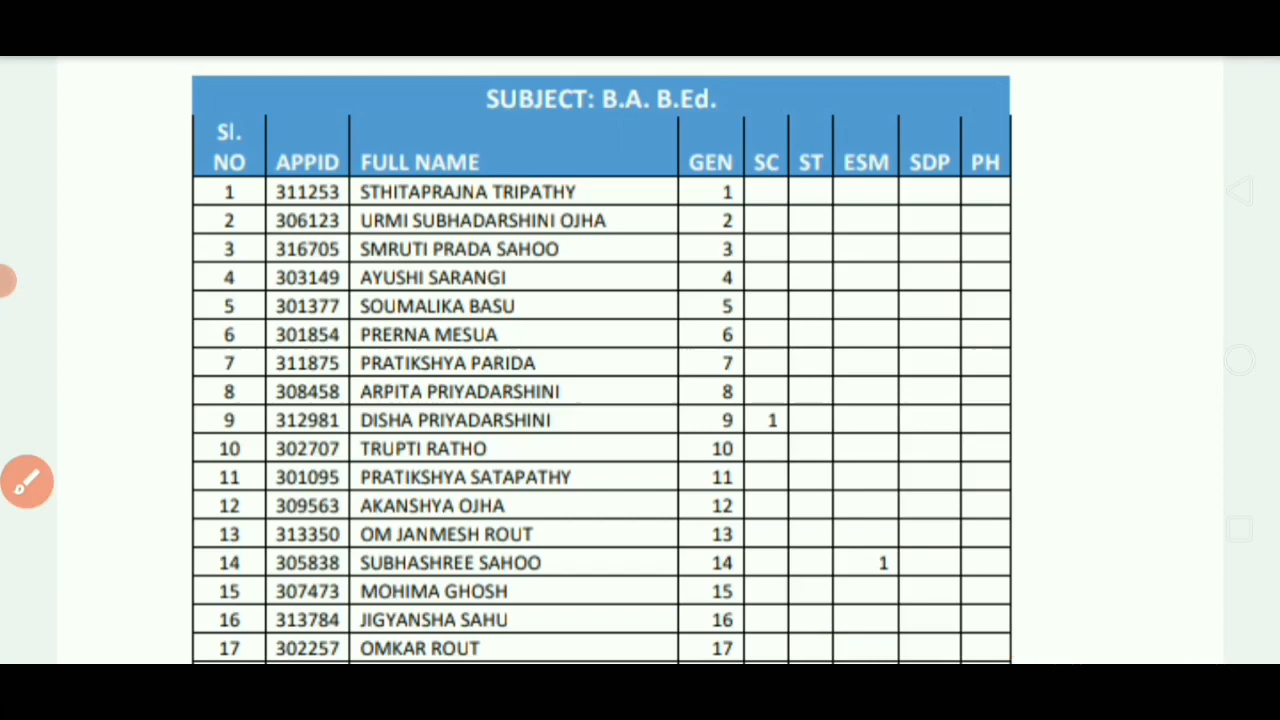 SUBJECT: B.A. B.Ed.
Sl. NO APPID FULL NAME GEN SC ST ESM SDP PH
1 311253 STHITAPRAJNA TRIPATHY 1
2 306123 URMI SUBHADARSHINI OJHA 2
3 316705 SMRUTI PRADA SAHOO 3
4 303149 AYUSHI SARANGI 4
5 301377 SOUMALIKA BASU 5
6 301854 PRERNA MESUA 6
7 311875 PRATIKSHYA PARIDA 7
8 308458 ARPITA PRIYADARSHINI 8
9 312981 DISHA PRIYADARSHINI 9 1
10 302707 TRUPTI RATHO 10
11 301095 PRATIKSHYA SATAPATHY 11
12 309563 AKANSHYA OJHA 12
13 313350 OM JANMESH ROUT 13
14 305838 SUBHASHREE SAHOO 14 1
15 307473 MOHIMA GHOSH 15
16 313784 JIGYANSHA SAHU 16
17 302257 OMKAR ROUT 17